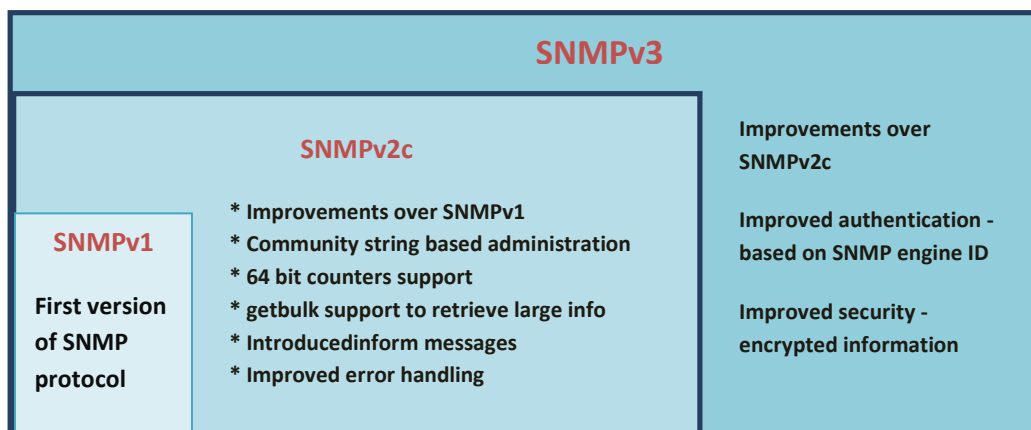 SNMPv3
SNMPv2c
* Improvements over SNMPv1
* Community string based administration
* 64 bit counters support
* getbulk support to retrieve large info
* Introducedinform messages
* Improved error handling
SNMPv1
First version
of SNMP
protocol
Improvements over
SNMPv2c
Improved authentication -
based on SNMP engine ID
Improved security -
encrypted information